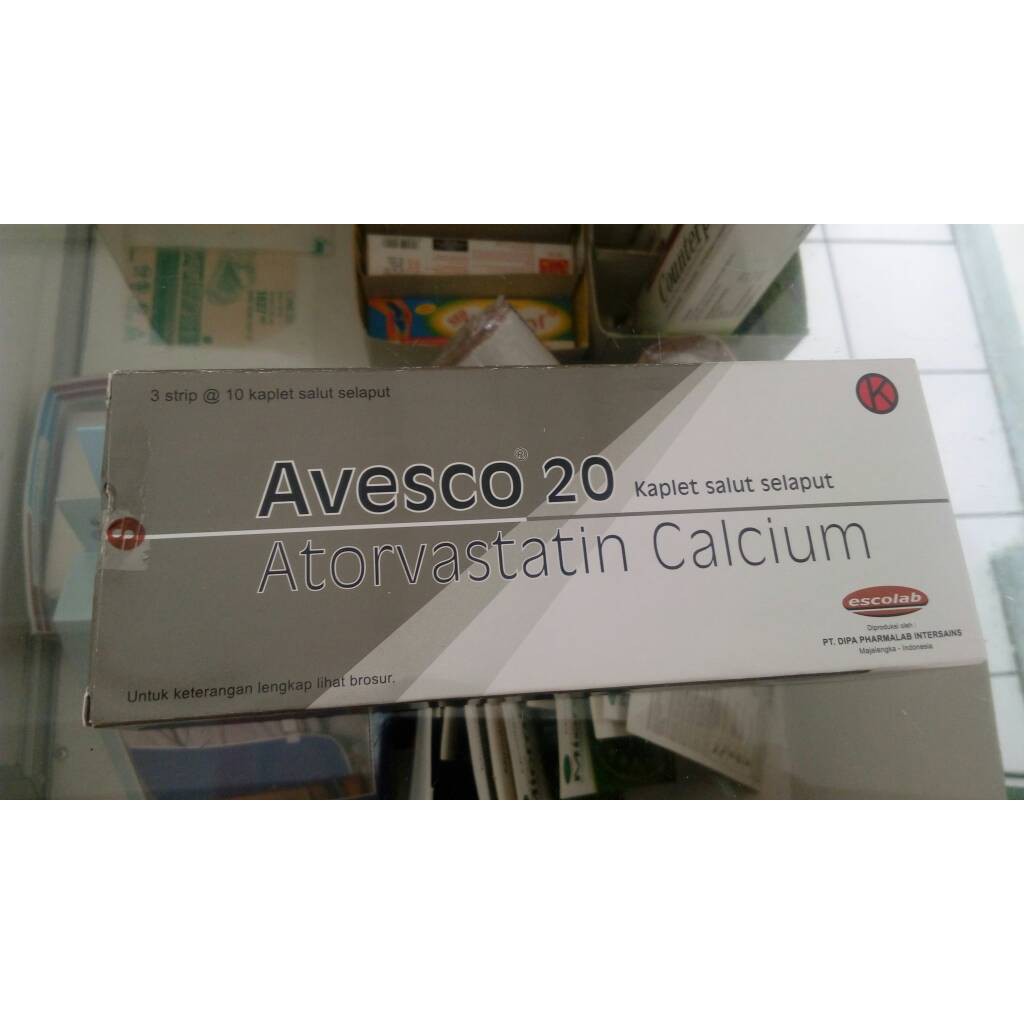 3 strip @ 10 kaplet salut selaput
K
Avesco® 20 Kaplet salut selaput
Atorvastatin Calcium
escolab
Diproduksi oleh :
PT. DIPA PHARMALAB INTERSAINS
Majalengka - Indonesia
Untuk keterangan lengkap lihat brosur.